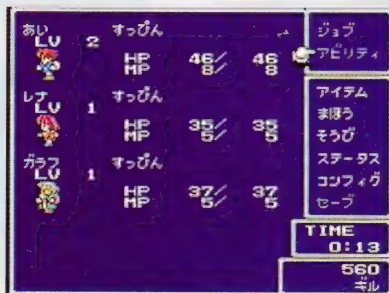 あい すっぴん
LV 2
HP 46/ 46
MP 8/ 8
レナ すっぴん
LV 1
HP 35/ 35
MP 5/ 5
ガラフ すっぴん
LV 1
HP 37/ 37
MP 5/ 5
ジョブ
アビリティ
アイテム
まほう
そうび
ステータス
コンフィグ
セーブ
TIME
0:13
560
ギル